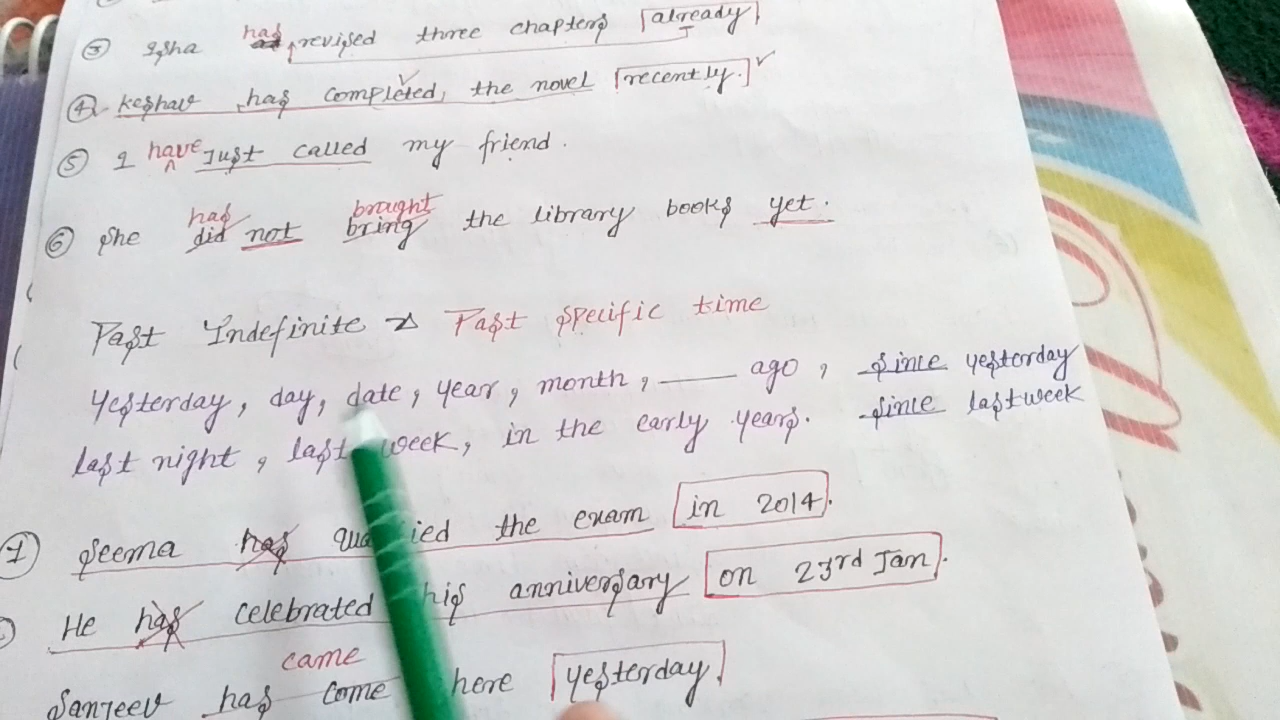 ③ Isha has revised three chapters already
④ Keshav has completed the novel recently.
⑤ I have Just called my friend.
has brought
⑥ She did not bring the library books yet.
Past Indefinite → Past specific time
Yesterday, day, date, year, month, — ago, since yesterday
last night, last week, in the early years. since last week
① Seema has the exam in 2014.
He has celebrated his anniversary on 23rd Jan.
came
Sanjeev has come here yesterday